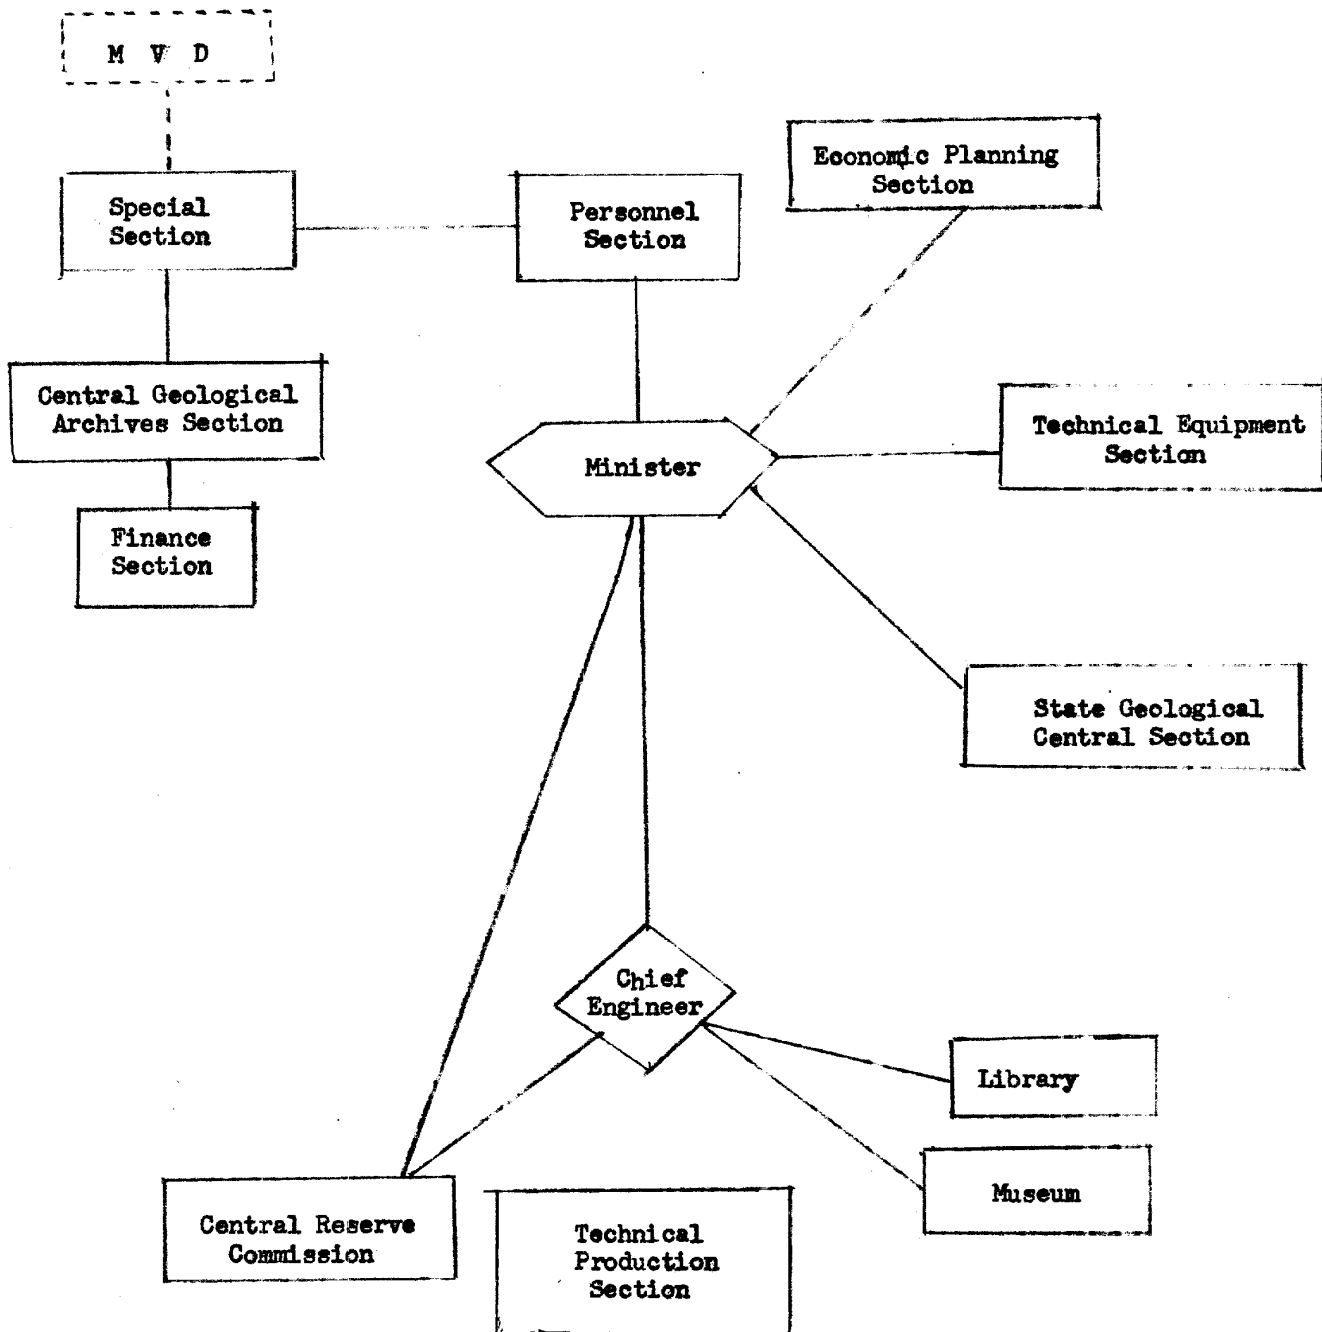 M V D
Economic Planning
Section
Special
Section
Personnel
Section
Central Geological
Archives Section
Technical Equipment
Section
Minister
Finance
Section
State Geological
Central Section
Chief
Engineer
Library
Museum
Central Reserve
Commission
Technical
Production
Section